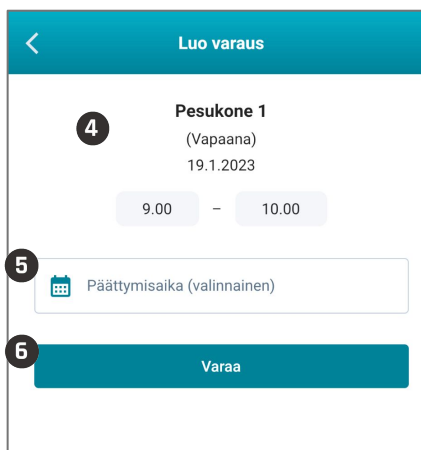 Luo varaus
4
Pesukone 1
(Vapaana)
19.1.2023
9.00 – 10.00
5
Päättymisaika (valinnainen)
6
Varaa